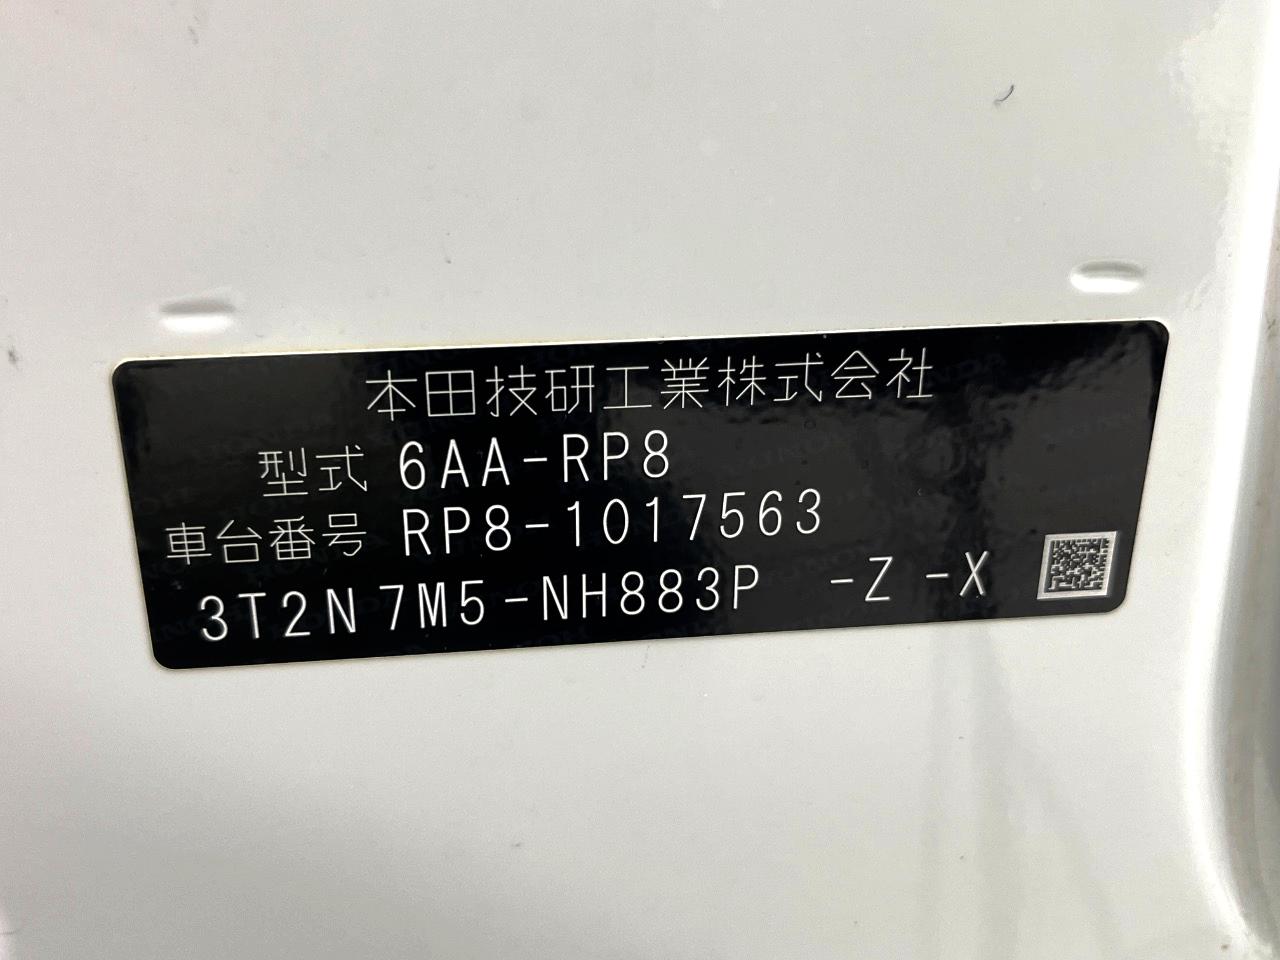 本田技研工業株式会社
型式 6AA-RP8
車台番号 RP8-1017563
3T2N7M5-NH883P -Z -X